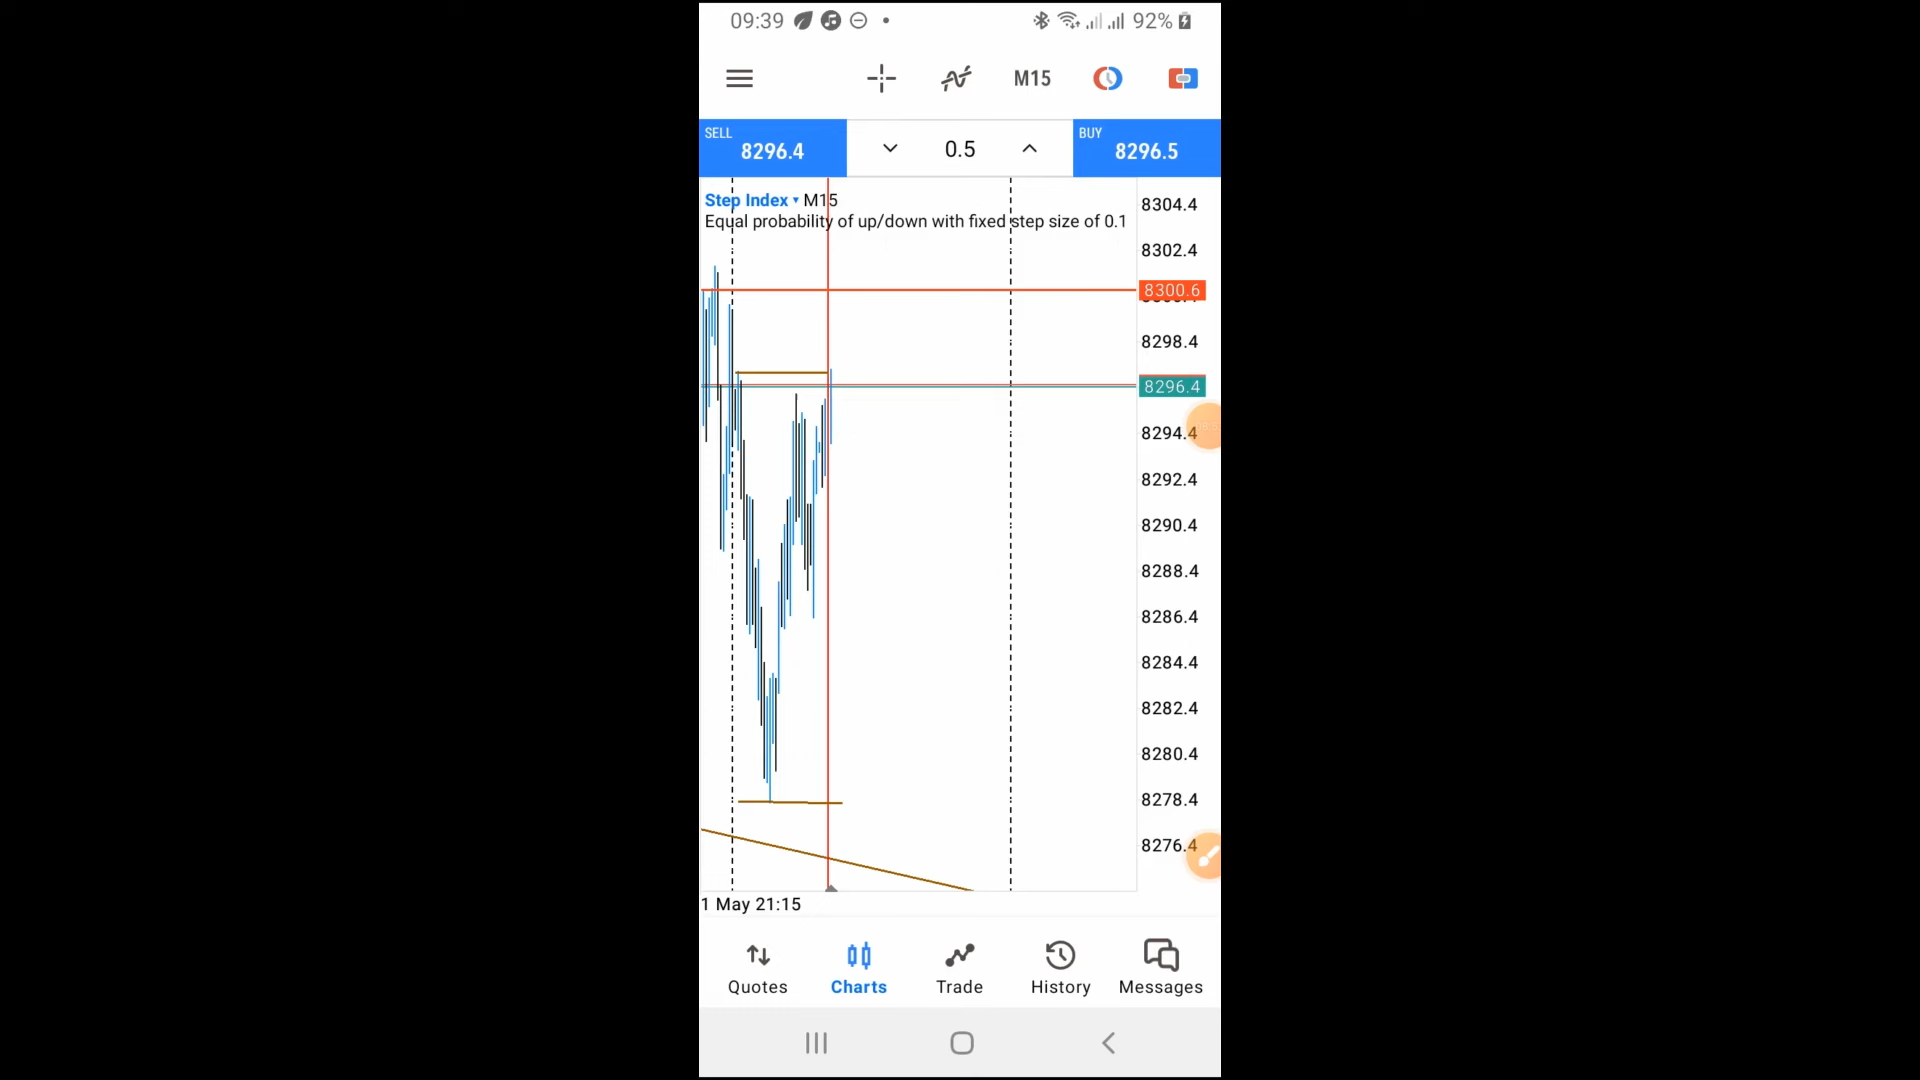 09:39 92%
M15
SELL 8296.4 0.5 BUY 8296.5
Step Index M15
Equal probability of up/down with fixed step size of 0.1
8304.4
8302.4
8300.6
8298.4
8296.4
8294.4
8292.4
8290.4
8288.4
8286.4
8284.4
8282.4
8280.4
8278.4
8276.4
1 May 21:15
Quotes Charts Trade History Messages